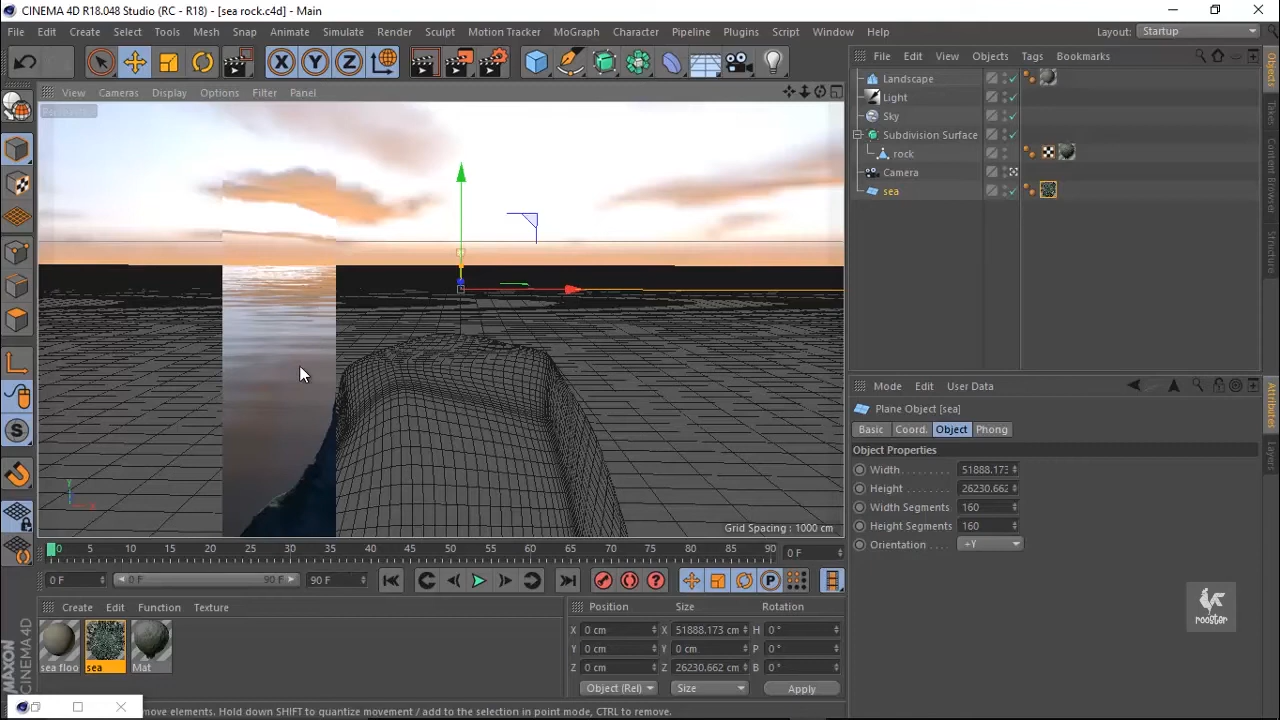 CINEMA 4D R18.048 Studio (RC - R18) - [sea rock.c4d] - Main
File Edit Create Select Tools Mesh Snap Animate Simulate Render Sculpt Motion Tracker MoGraph Character Pipeline Plugins Script Window Help Layout: Startup
View Cameras Display Options Filter Panel
File Edit View Objects Tags Bookmarks
Landscape
Light
Sky
Subdivision Surface
rock
Camera
sea
Objects
Takes
Content Browser
Structure
Mode Edit User Data
Plane Object [sea]
Basic Coord. Object Phong
Object Properties
Width 51888.173
Height 26230.662
Width Segments 160
Height Segments 160
Orientation +Y
Attributes
Layers
Y
Grid Spacing : 1000 cm
0 5 10 15 20 25 30 35 40 45 50 55 60 65 70 75 80 85 90 0 F
0 F 0 F 90 F 90 F
Create Edit Function Texture
sea floo sea Mat
Position Size Rotation
X 0 cm X 51888.173 cm H 0 °
Y 0 cm Y 0 cm P 0 °
Z 0 cm Z 26230.662 cm B 0 °
Object (Rel) Size Apply
rooster
MAXON CINEMA 4D
move elements. Hold down SHIFT to quantize movement / add to the selection in point mode, CTRL to remove.